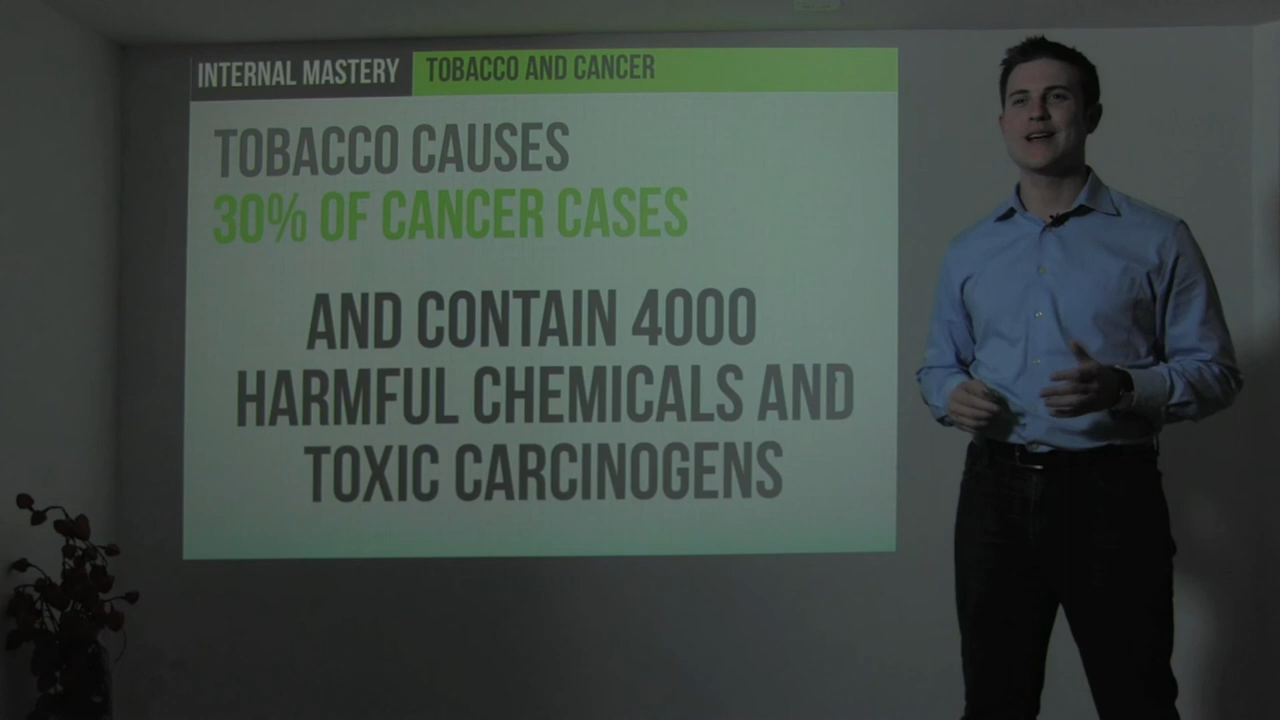 INTERNAL MASTERY TOBACCO AND CANCER
TOBACCO CAUSES
30% OF CANCER CASES
AND CONTAIN 4000
HARMFUL CHEMICALS AND
TOXIC CARCINOGENS